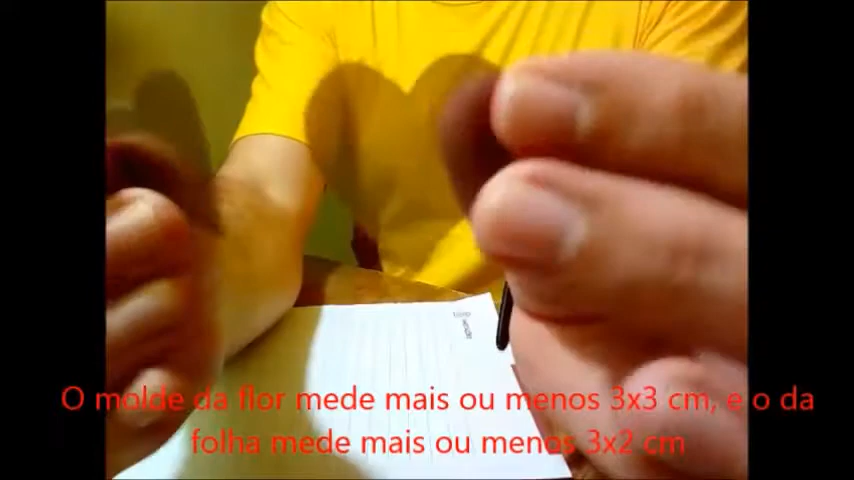 O molde da flor mede mais ou menos 3x3 cm, e o da
folha mede mais ou menos 3x2 cm